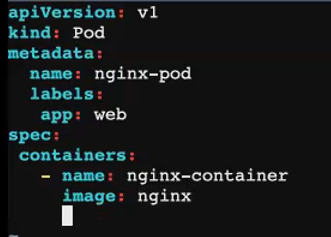 apiVersion: v1
kind: Pod
metadata:
  name: nginx-pod
  labels:
   app: web
spec:
 containers:
   - name: nginx-container
     image: nginx
~